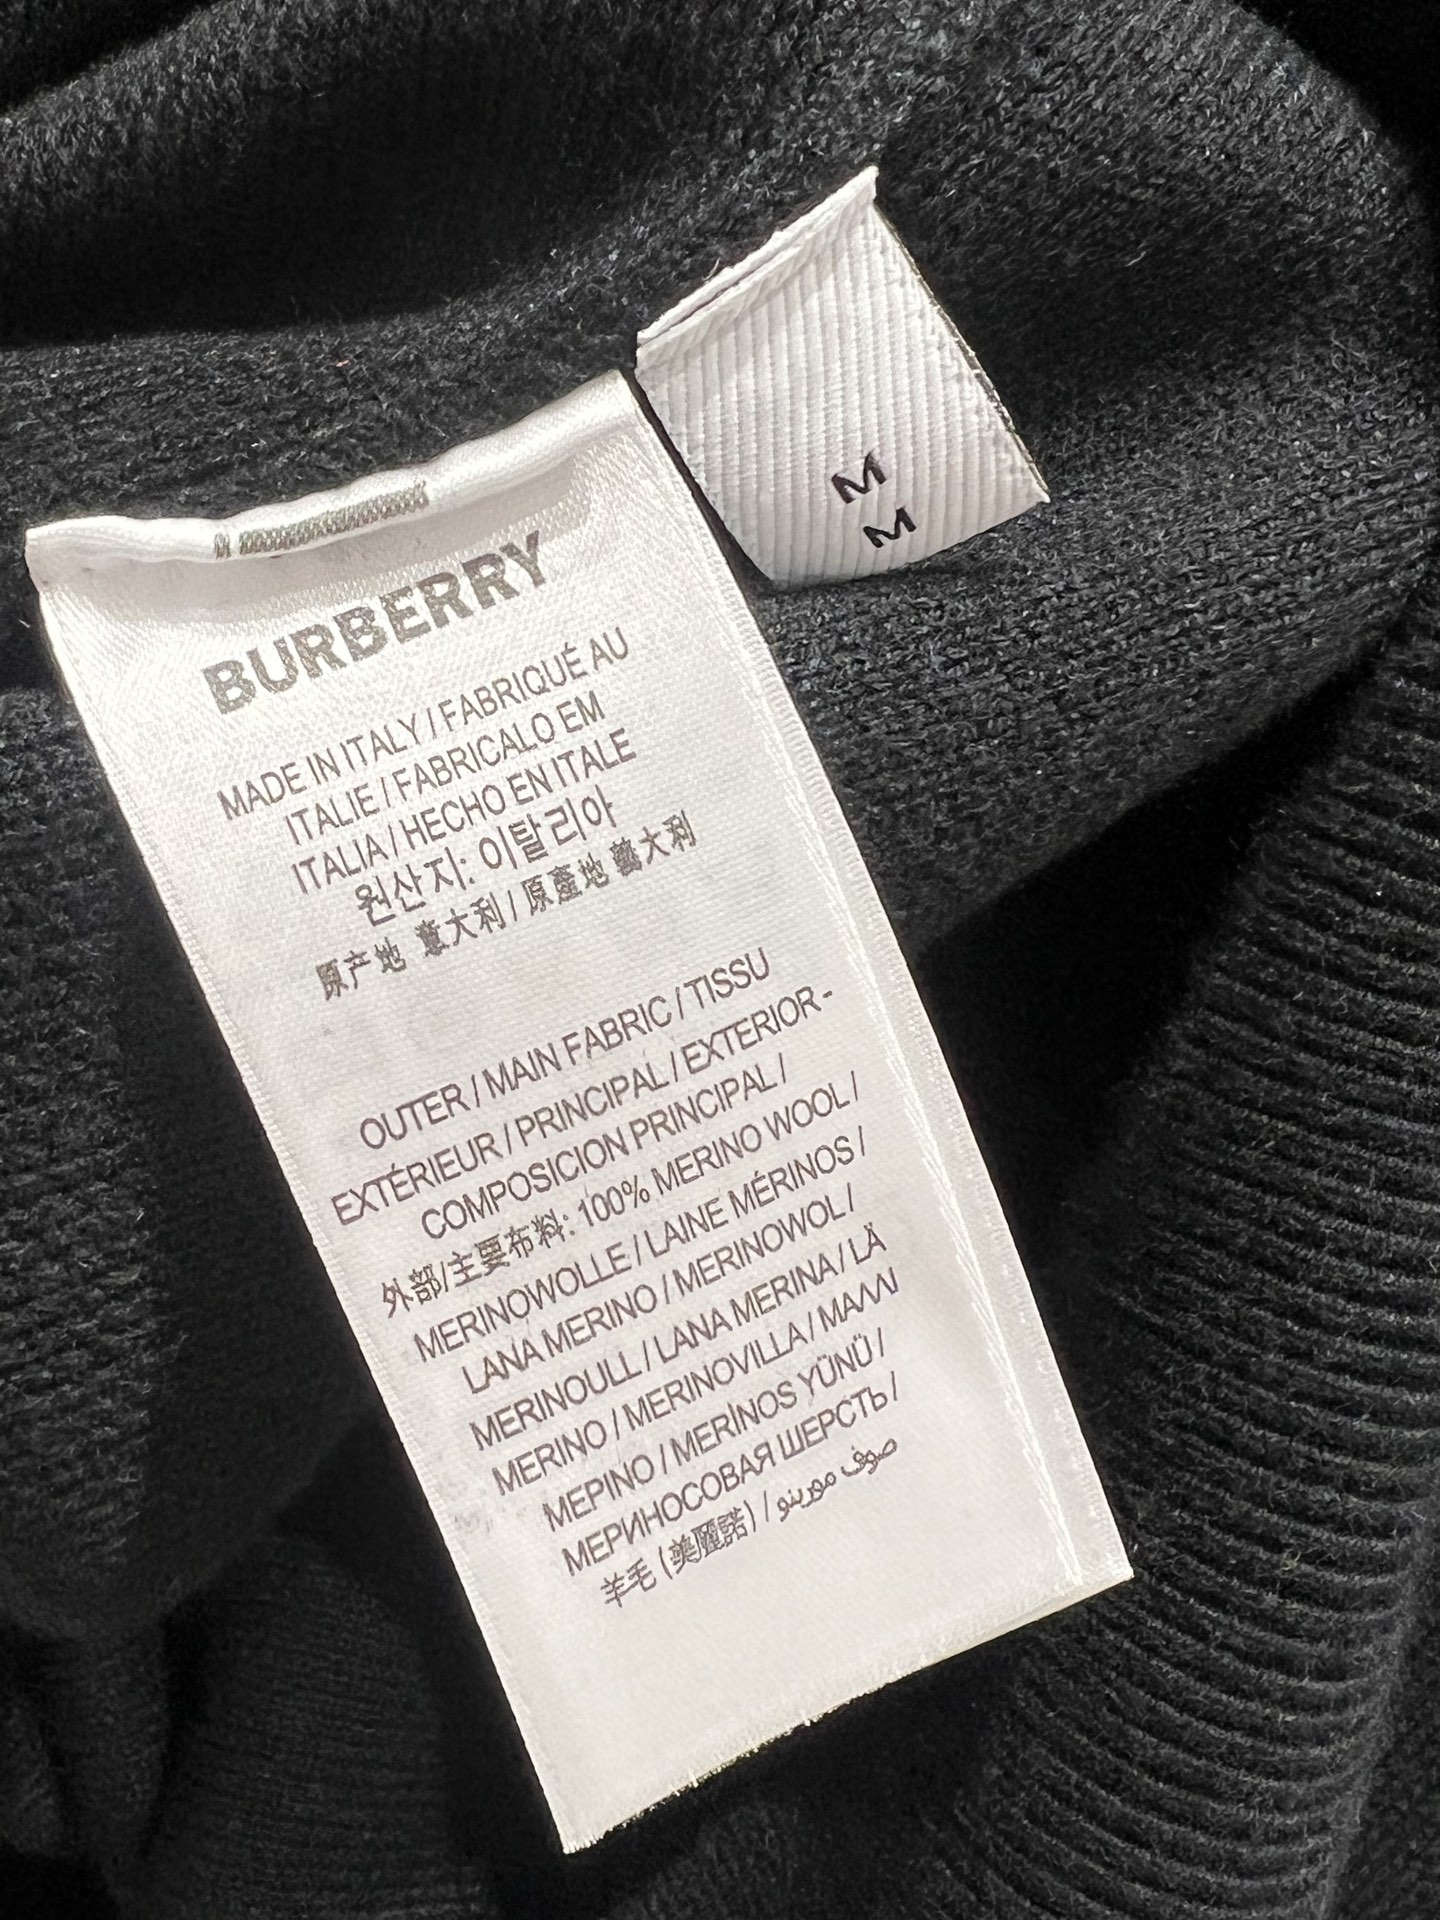 BURBERRY
MADE IN ITALY / FABRIQUÉ AU
ITALIE / FABRICALO EM
ITALIA / HECHO EN ITALE
원산지: 이탈리아
原产地 意大利 / 原產地 義大利
OUTER / MAIN FABRIC / TISSU
EXTÉRIEUR / PRINCIPAL / EXTERIOR -
COMPOSICION PRINCIPAL /
外部/主要布料: 100% MERINO WOOL /
MERINOWOLLE / LAINE MÉRINOS /
LANA MERINO / MERINOWOL /
MERINOULL / LANA MERINA / LÄ
MERINO / MERINOVILLA / ΜΑΛΛΙ
ΜΕΡΙΝΟ / MERİNOS YÜNÜ /
МЕРИНОСОВАЯ ШЕРСТЬ /
羊毛 (美麗諾) / صوف مورينو
M
M